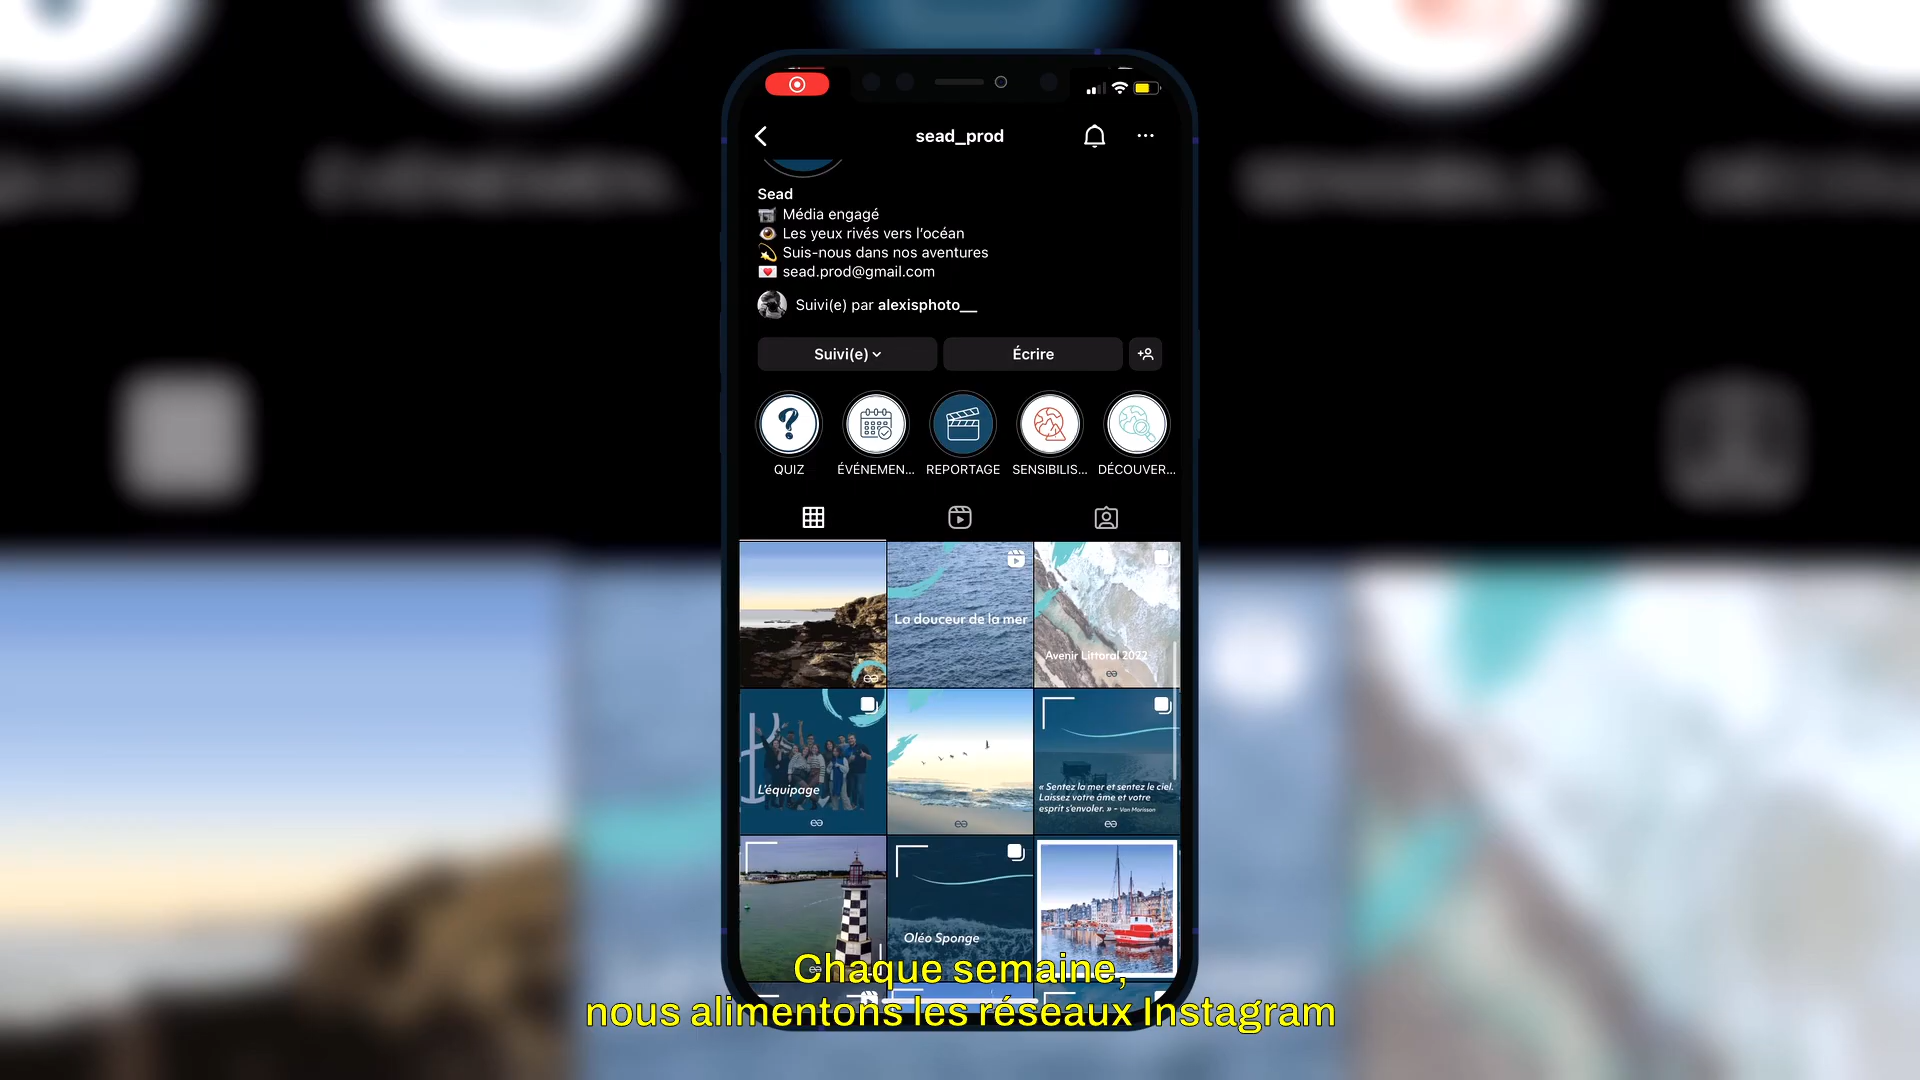 sead_prod
Sead
Média engagé
Les yeux rivés vers l'océan
Suis-nous dans nos aventures
sead.prod@gmail.com
Suivi(e) par alexisphoto__
Suivi(e)
Écrire
QUIZ
ÉVÉNEMEN...
REPORTAGE
SENSIBILIS...
DÉCOUVER...
La douceur de la mer
Avenir Littoral 2022
L'équipage
« Sentez la mer et sentez le ciel.
Laissez votre âme et votre
esprit s'envoler. » - Van Morisson
Oléo Sponge
Chaque semaine,
nous alimentons les réseaux Instagram